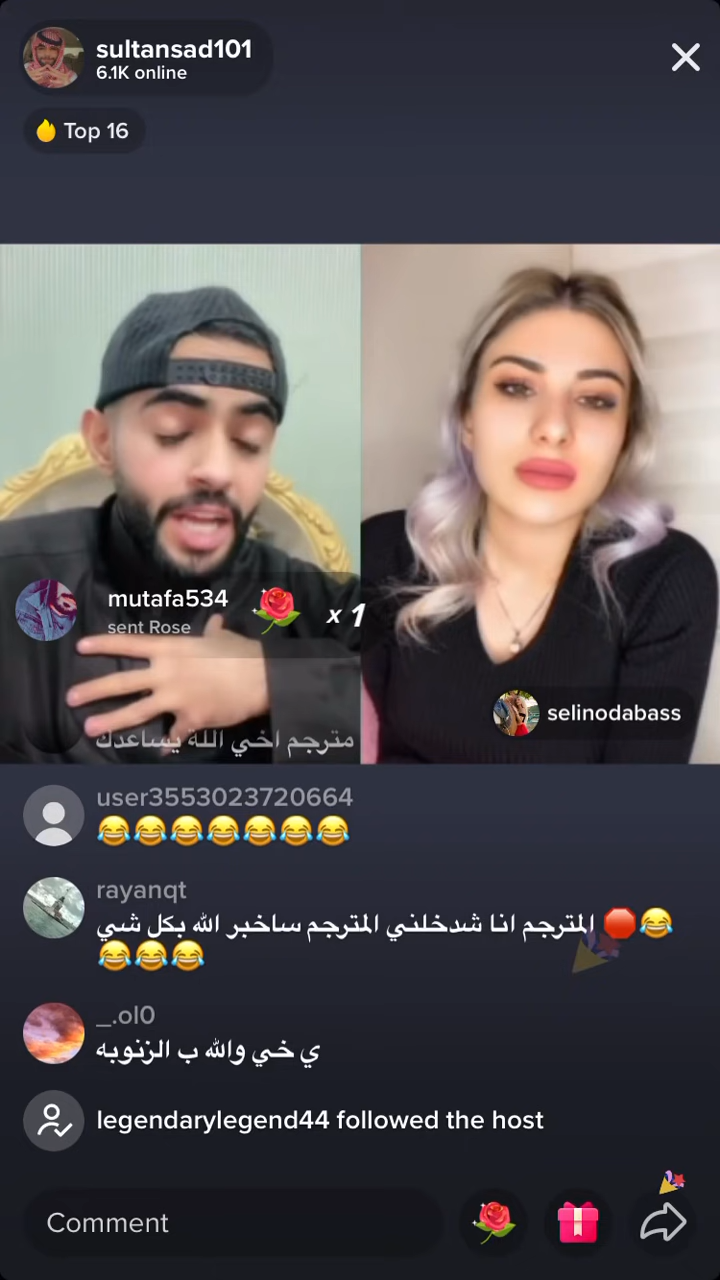 sultansad101
6.1K online
Top 16
mutafa534
sent Rose
x 1
selinodabass
مترجم اخي اللة يساعدك
user3553023720664
😂😂😂😂😂😂😂
rayanqt
المترجم انا شدخلني المترجم ساخبر الله بكل شي 🛑😂
😂😂😂
_.ol0
ي خي والله ب الزنوبه
legendarylegend44 followed the host
Comment